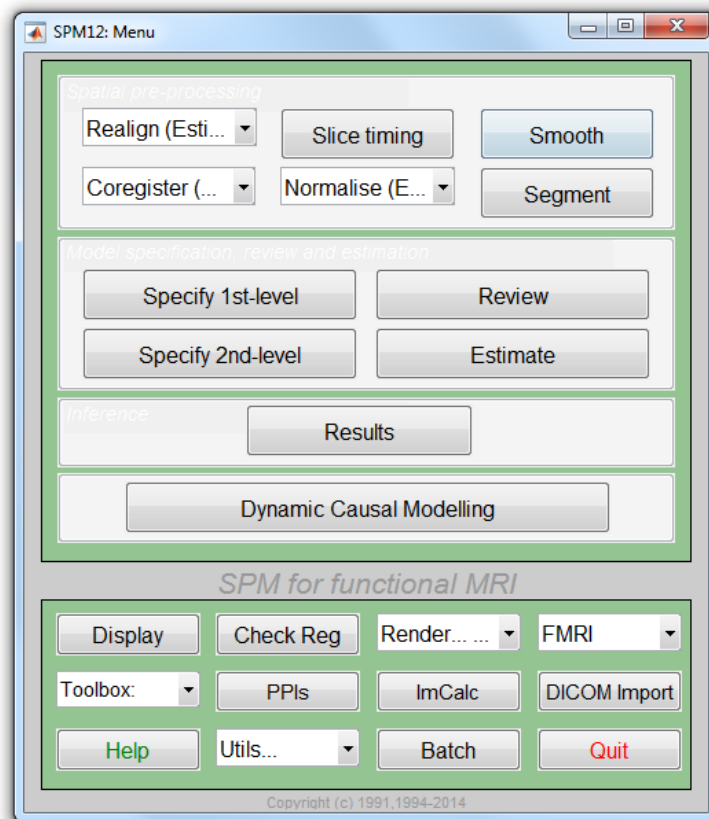 SPM12: Menu
Spatial pre-processing
Realign (Esti...
Slice timing
Smooth
Coregister (...
Normalise (E...
Segment
Model specification, review and estimation
Specify 1st-level
Review
Specify 2nd-level
Estimate
Inference
Results
Dynamic Causal Modelling
SPM for functional MRI
Display
Check Reg
Render... ...
FMRI
Toolbox:
PPIs
ImCalc
DICOM Import
Help
Utils...
Batch
Quit
Copyright (c) 1991,1994-2014